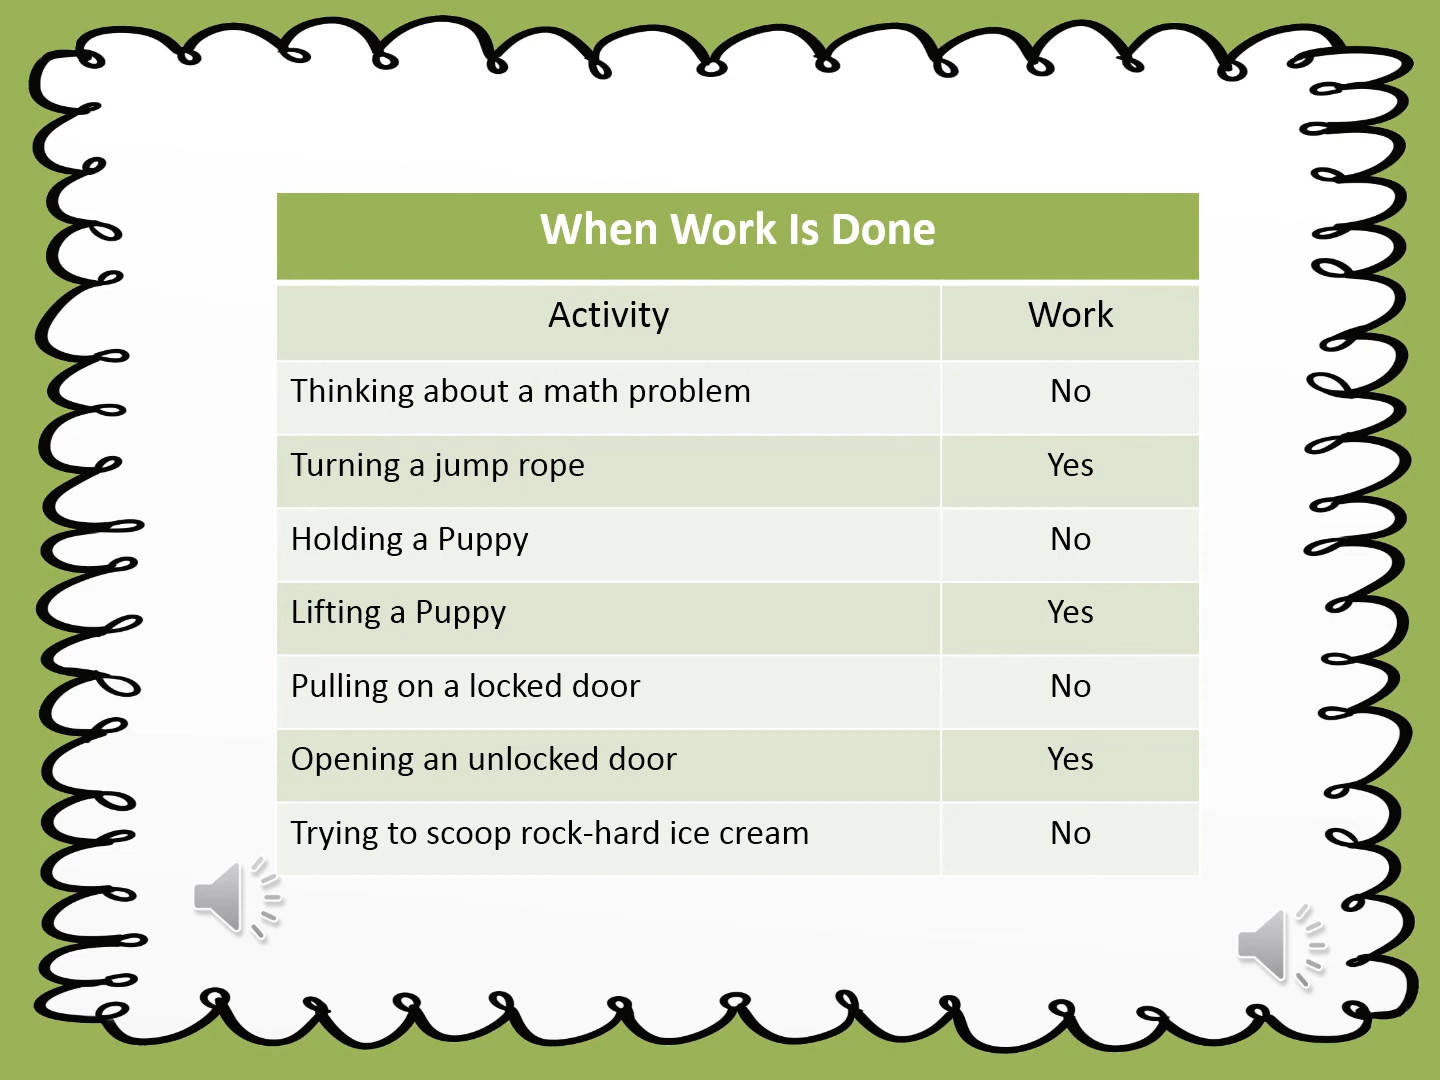 When Work Is Done
Activity Work
Thinking about a math problem No
Turning a jump rope Yes
Holding a Puppy No
Lifting a Puppy Yes
Pulling on a locked door No
Opening an unlocked door Yes
Trying to scoop rock-hard ice cream No